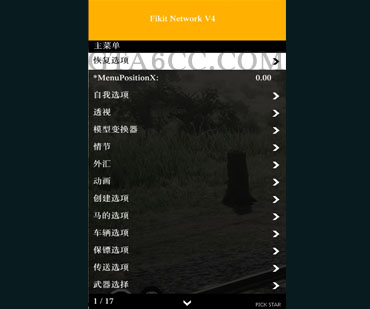 Fikit Network V4
主菜单
恢复选项
GTA6CC.COM
*MenuPositionX: 0.00
自我选项
透视
模型变换器
情节
外汇
动画
创建选项
马的选项
车辆选项
保镖选项
传送选项
武器选择
1 / 17
PICK STAR